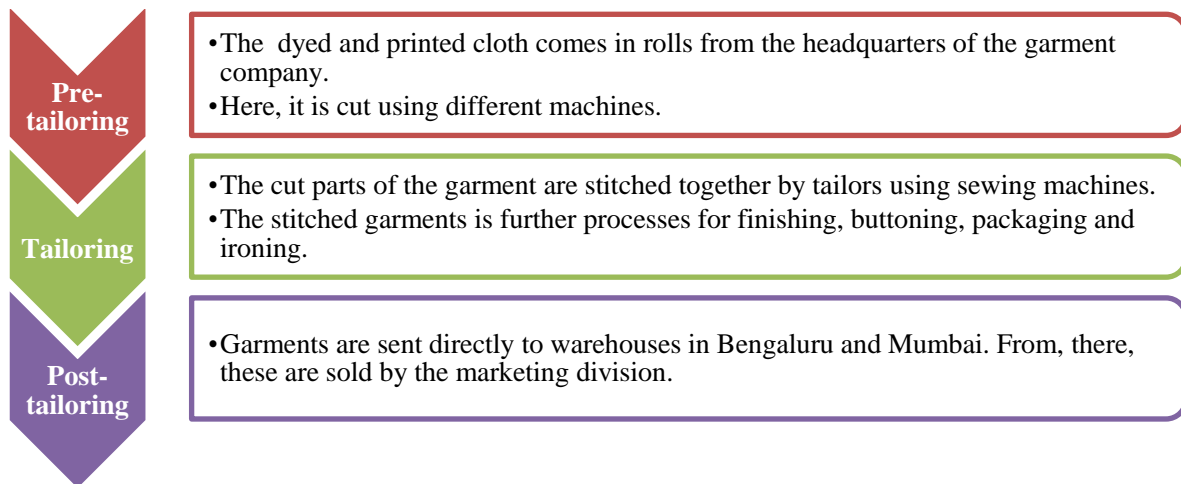 Pre-
tailoring
•The dyed and printed cloth comes in rolls from the headquarters of the garment
company.
•Here, it is cut using different machines.
Tailoring
•The cut parts of the garment are stitched together by tailors using sewing machines.
•The stitched garments is further processes for finishing, buttoning, packaging and
ironing.
Post-
tailoring
•Garments are sent directly to warehouses in Bengaluru and Mumbai. From, there,
these are sold by the marketing division.